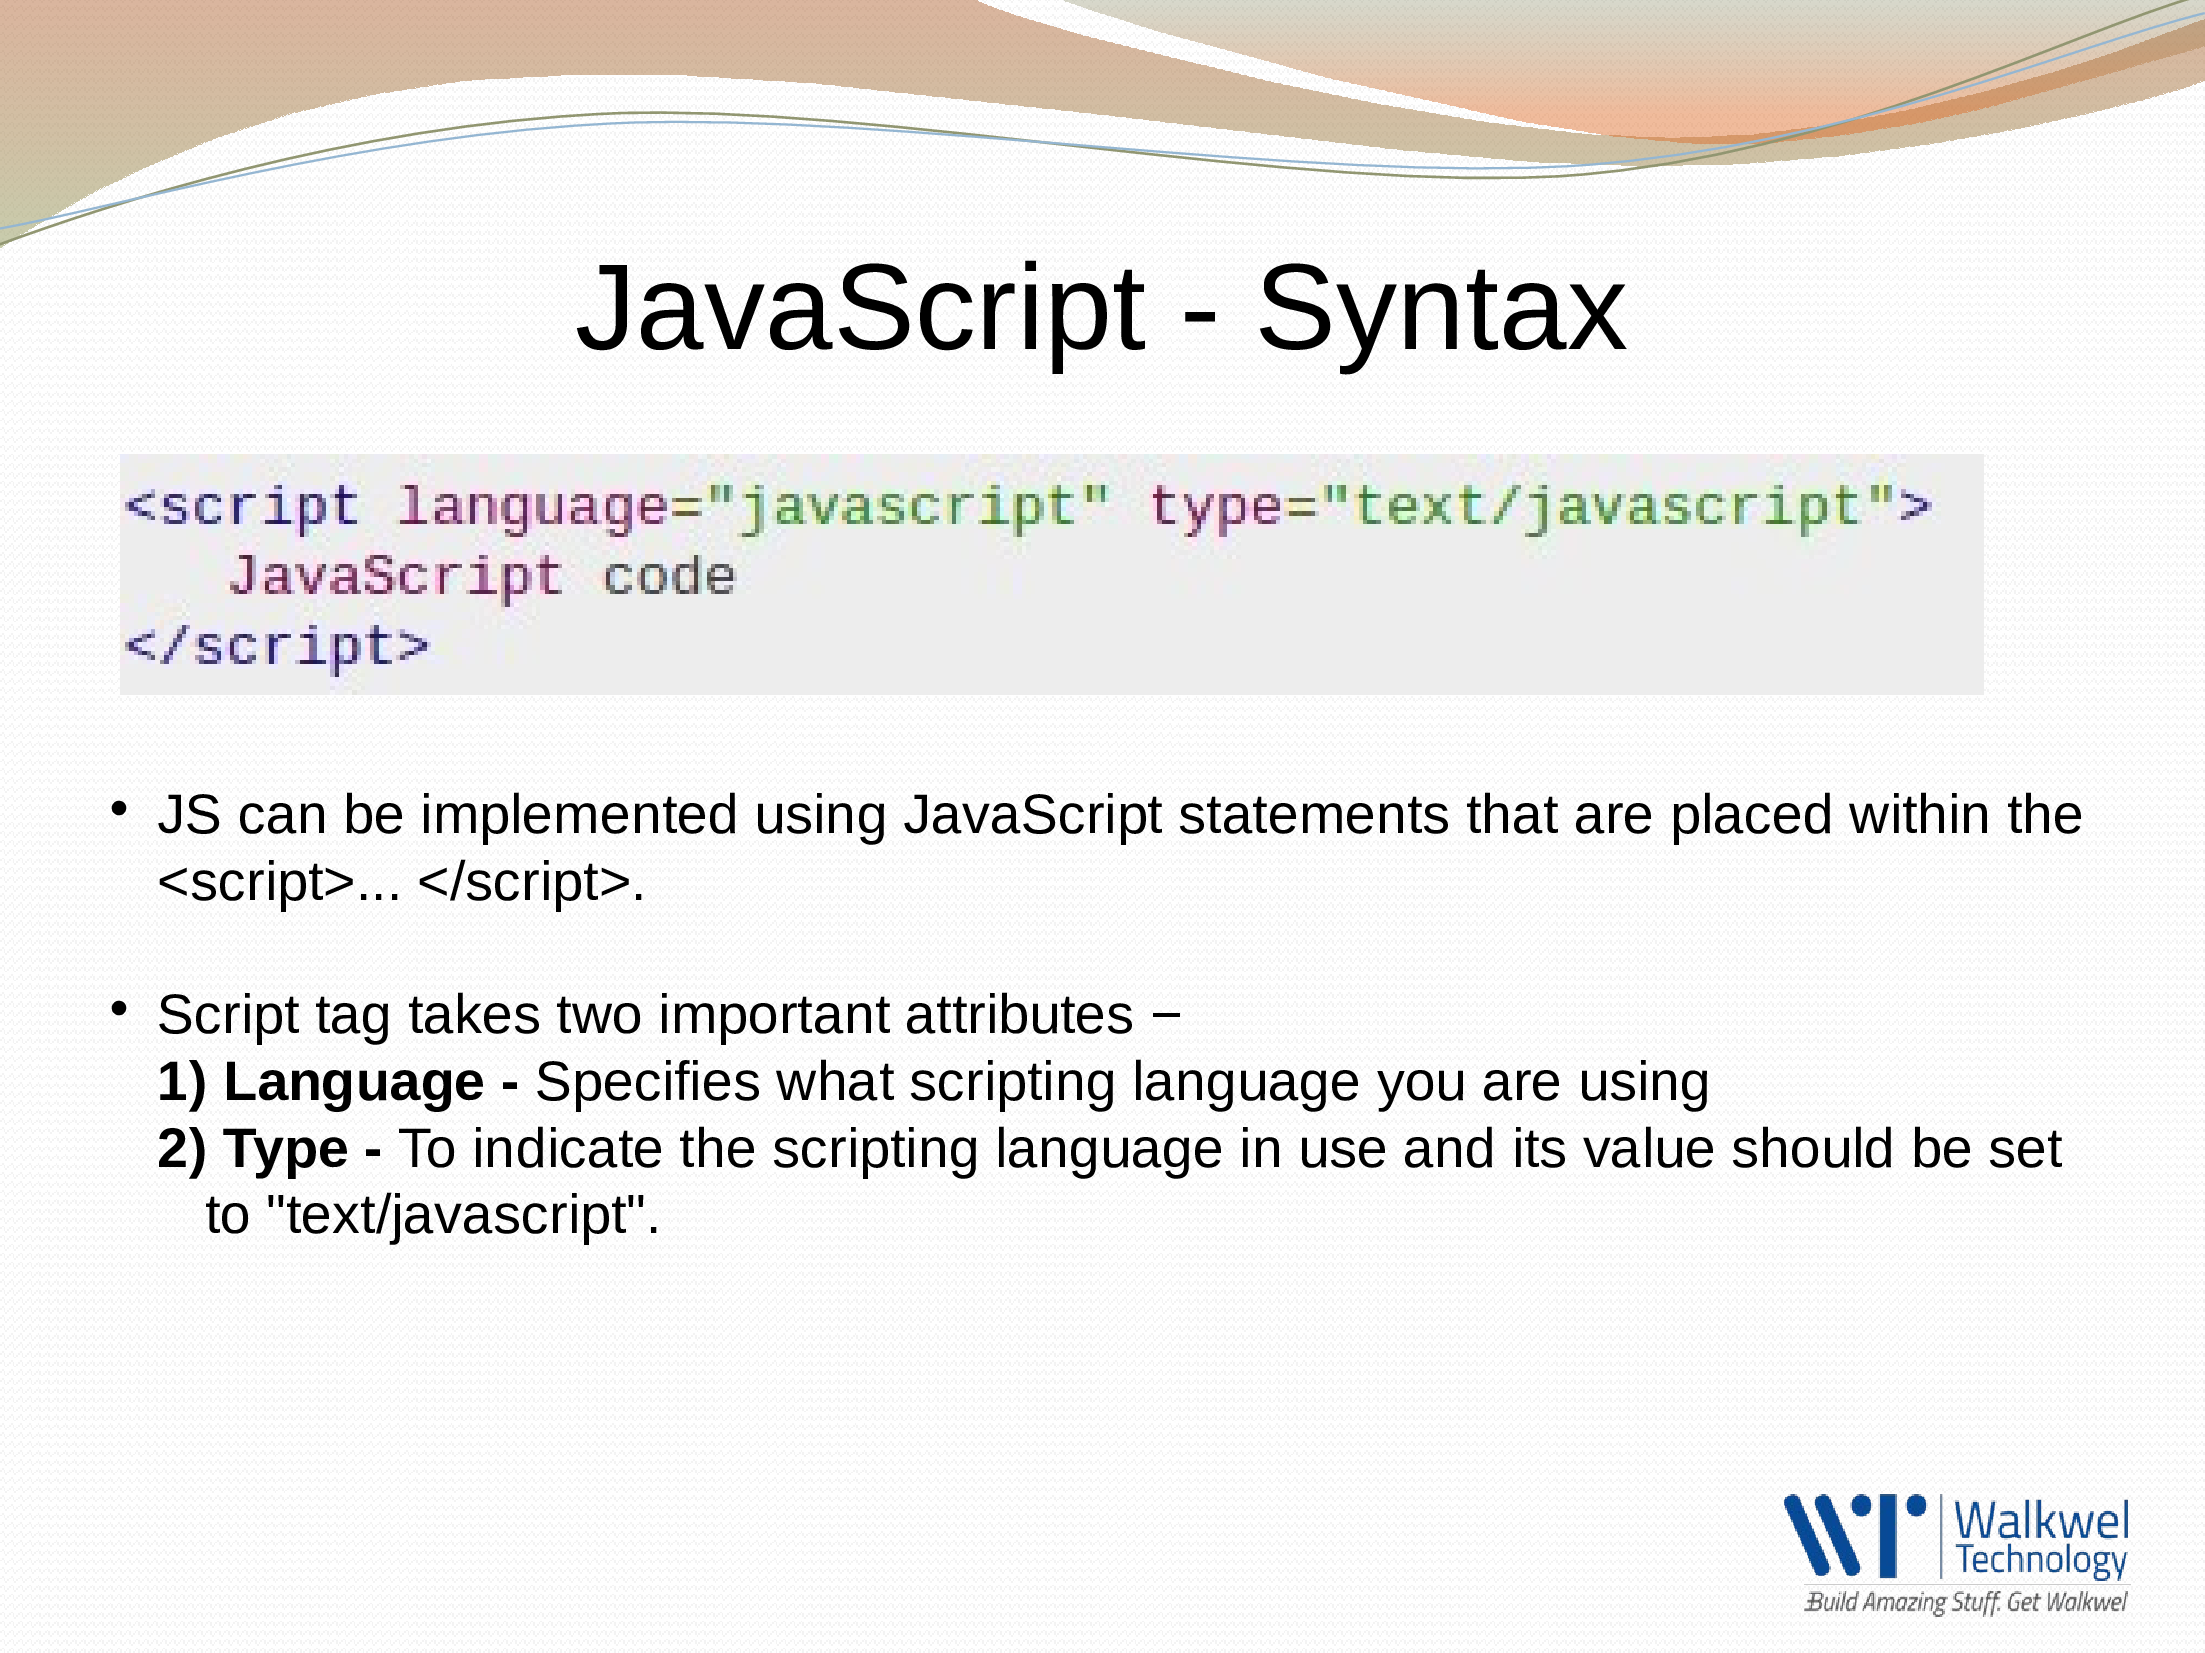 JavaScript - Syntax
<script language="javascript" type="text/javascript">
JavaScript code
</script>
• JS can be implemented using JavaScript statements that are placed within the
<script>... </script>.
• Script tag takes two important attributes −
1) Language - Specifies what scripting language you are using
2) Type - To indicate the scripting language in use and its value should be set
to "text/javascript".
Walkwel
Technology
Build Amazing Stuff. Get Walkwel